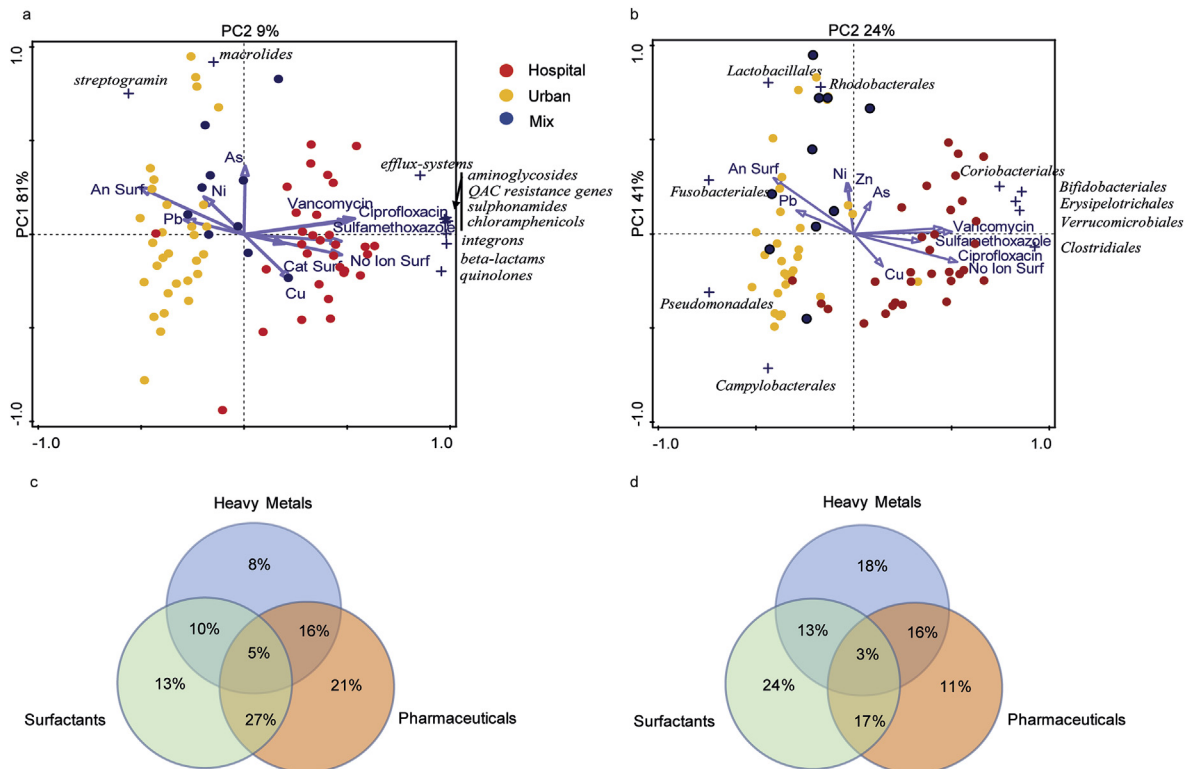 a
PC2 9%
1.0
macrolides
streptogramin
Hospital
Urban
Mix
As
efflux-systems
aminoglycosides
An Surf
Ni
QAC resistance genes
Vancomycin
sulphonamides
Pb
Ciprofloxacin
chloramphenicols
PC1 81%
Sulfamethoxazole
integrons
No Ion Surf
beta-lactams
Cat Surf
quinolones
Cu
-1.0
-1.0
1.0
b
PC2 24%
1.0
Lactobacillales
Rhodobacterales
An Surf
Ni
Zn
Coriobacteriales
Fusobacteriales
As
Bifidobacteriales
Pb
Erysipelotrichales
PC1 41%
Vancomycin
Verrucomicrobiales
Sulfamethoxazole
Clostridiales
Ciprofloxacin
Cu
No Ion Surf
Pseudomonadales
Campylobacterales
-1.0
-1.0
1.0
c
Heavy Metals
8%
10%
16%
5%
13%
21%
27%
Surfactants
Pharmaceuticals
d
Heavy Metals
18%
13%
16%
3%
24%
11%
17%
Surfactants
Pharmaceuticals